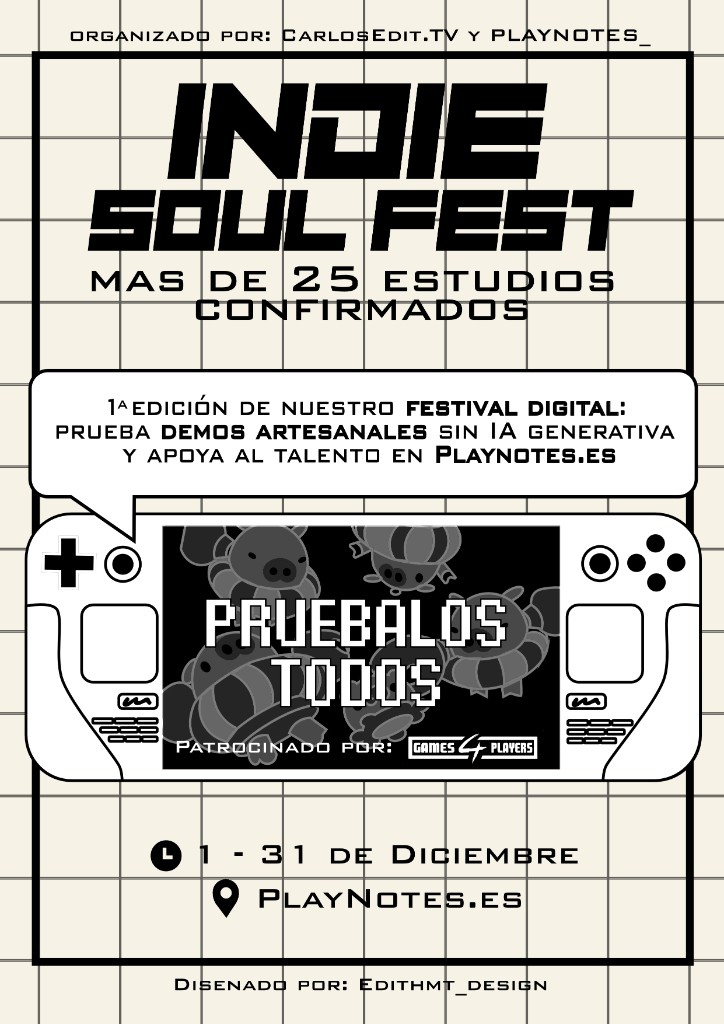 ORGANIZADO POR: CARLOSEDIT.TV Y PLAYNOTES_
INDIE
SOUL FEST
MAS DE 25 ESTUDIOS
CONFIRMADOS
1ª EDICIÓN DE NUESTRO FESTIVAL DIGITAL:
PRUEBA DEMOS ARTESANALES SIN IA GENERATIVA
Y APOYA AL TALENTO EN PLAYNOTES.ES
PRUEBALOS
TODOS
PATROCINADO POR: GAMES 4 PLAYERS
1 - 31 DE DICIEMBRE
PLAYNOTES.ES
DISENADO POR: EDITHMT_DESIGN